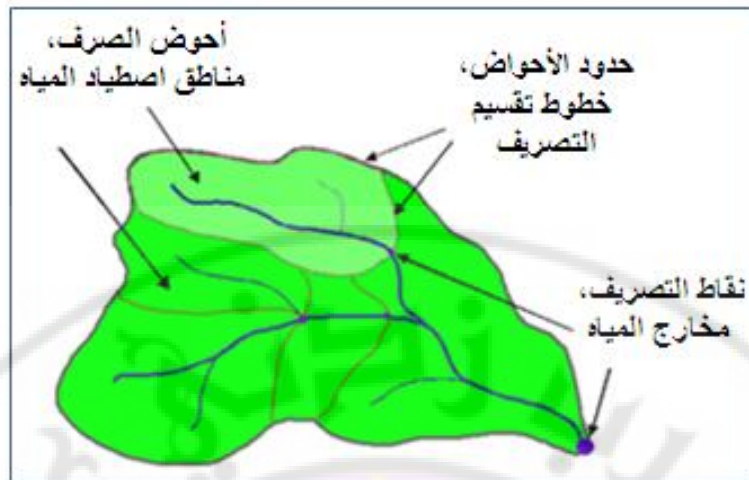 أحوض الصرف،
مناطق اصطياد المياه
حدود الأحواض،
خطوط تقسيم
التصريف
نقاط التصريف،
مخارج المياه